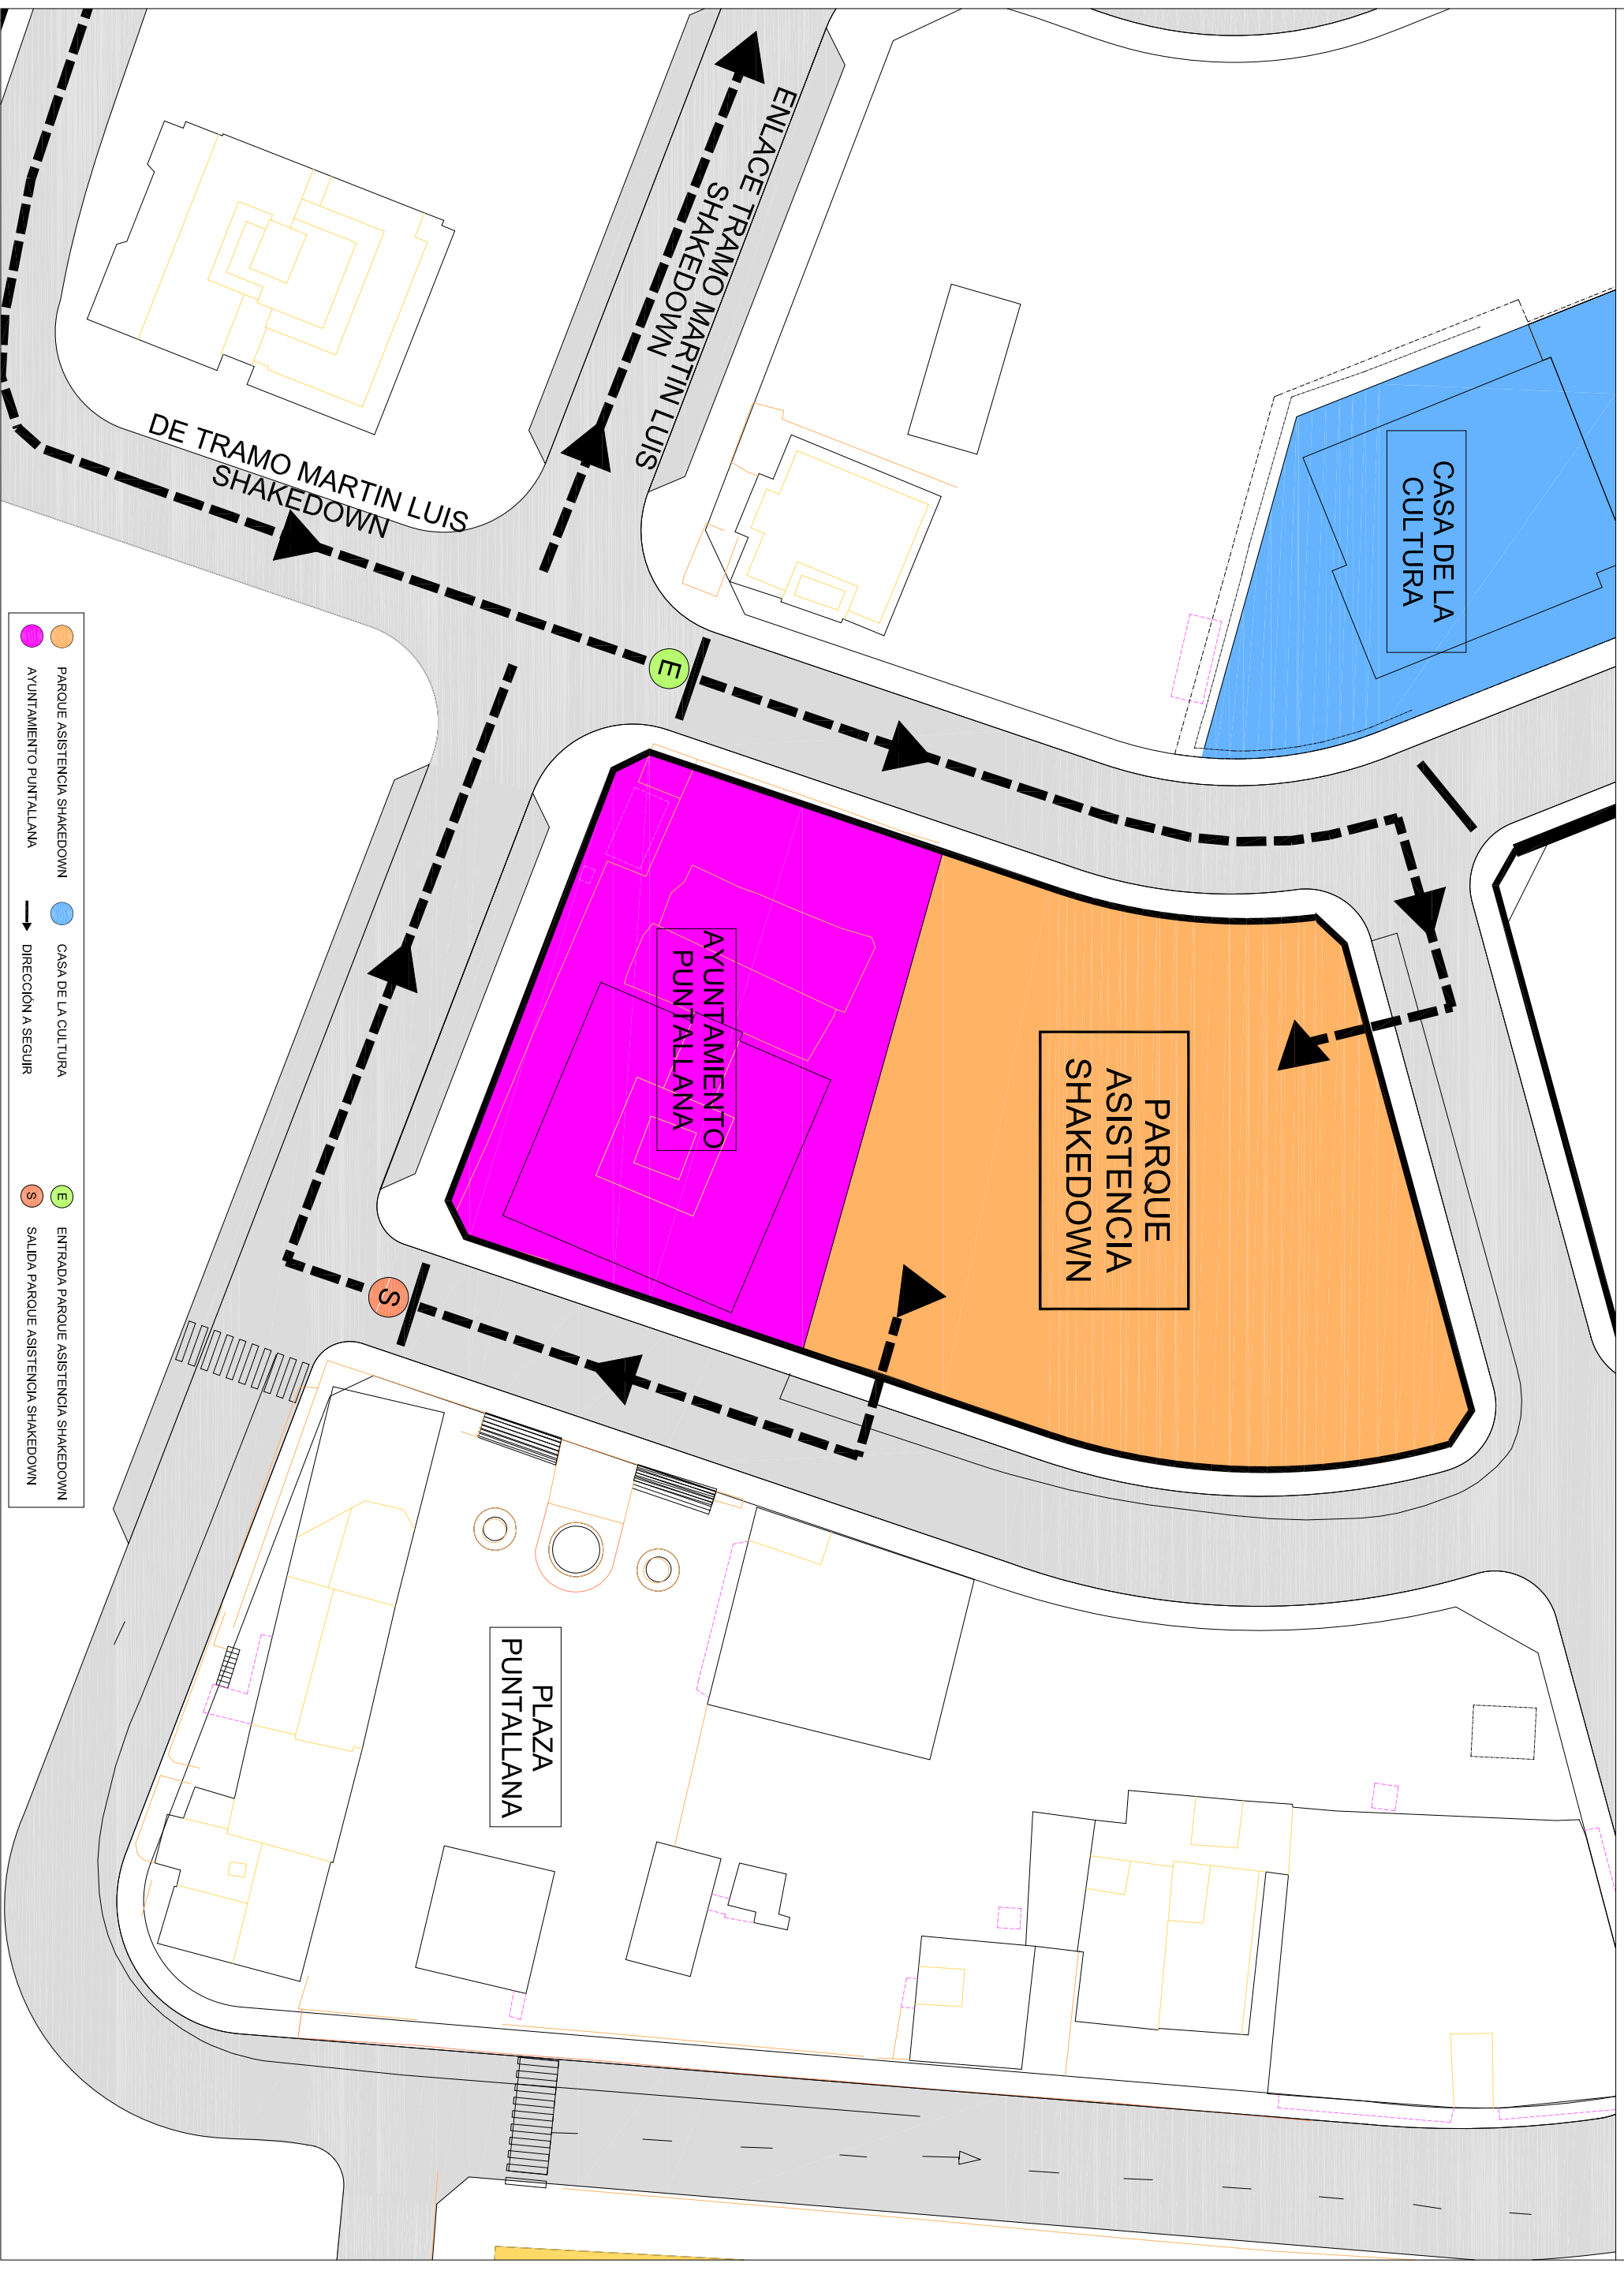 ENLACE TRAMO MARTIN LUIS
SHAKEDOWN
DE TRAMO MARTIN LUIS
SHAKEDOWN
CASA DE LA
CULTURA
E
PARQUE
ASISTENCIA
SHAKEDOWN
AYUNTAMIENTO
PUNTALLANA
S
PLAZA
PUNTALLANA
PARQUE ASISTENCIA SHAKEDOWN
AYUNTAMIENTO PUNTALLANA
CASA DE LA CULTURA
DIRECCIÓN A SEGUIR
E ENTRADA PARQUE ASISTENCIA SHAKEDOWN
S SALIDA PARQUE ASISTENCIA SHAKEDOWN